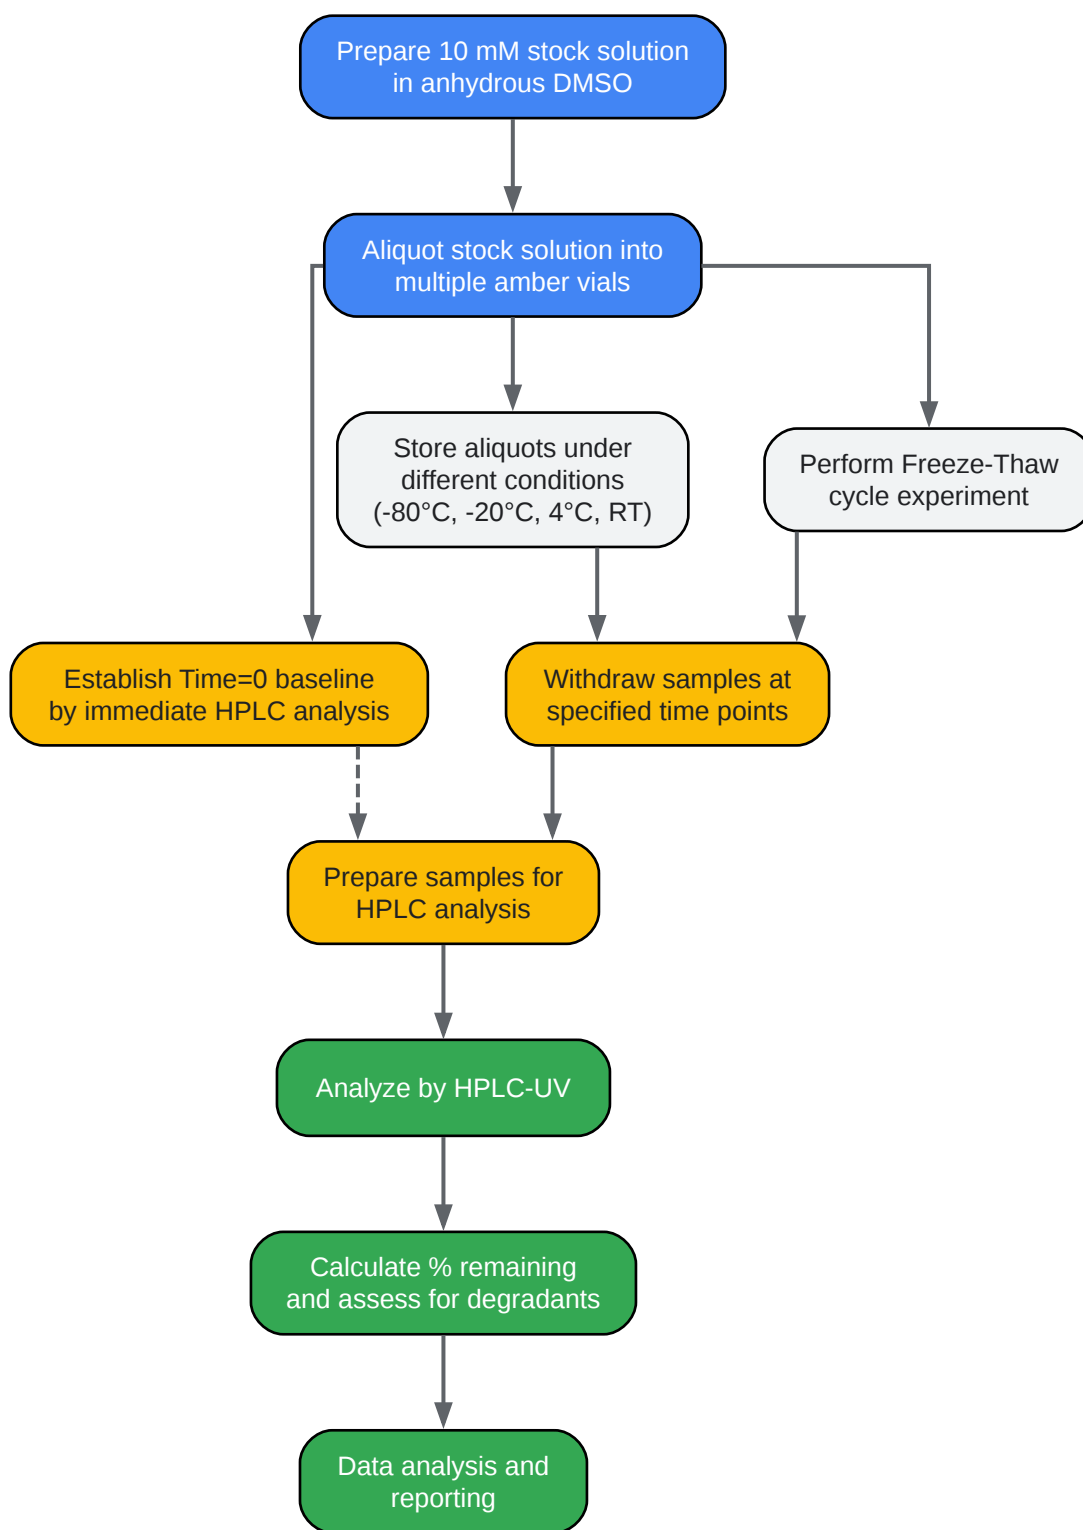 Prepare 10 mM stock solution
in anhydrous DMSO
Aliquot stock solution into
multiple amber vials
Store aliquots under
different conditions
(-80°C, -20°C, 4°C, RT)
Perform Freeze-Thaw
cycle experiment
Establish Time=0 baseline
by immediate HPLC analysis
Withdraw samples at
specified time points
Prepare samples for
HPLC analysis
Analyze by HPLC-UV
Calculate % remaining
and assess for degradants
Data analysis and
reporting